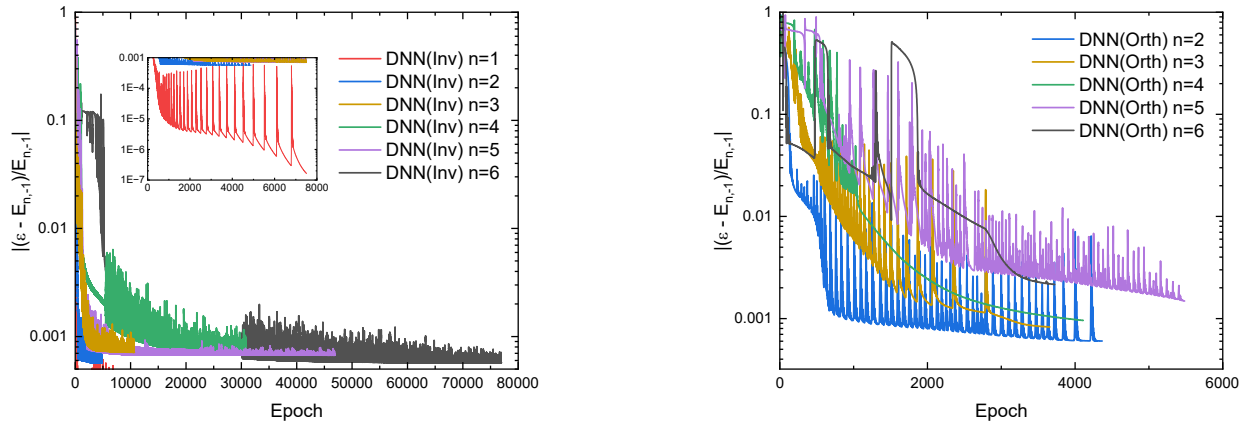 |(ε - E_{n,-1})/E_{n,-1}|
1
0.1
0.01
0.001
0
10000
20000
30000
40000
50000
60000
70000
80000
Epoch
0.001
1E-4
1E-5
1E-6
1E-7
0
2000
4000
6000
8000
DNN(Inv) n=1
DNN(Inv) n=2
DNN(Inv) n=3
DNN(Inv) n=4
DNN(Inv) n=5
DNN(Inv) n=6
|(ε - E_{n,-1})/E_{n,-1}|
1
0.1
0.01
0.001
0
2000
4000
6000
Epoch
DNN(Orth) n=2
DNN(Orth) n=3
DNN(Orth) n=4
DNN(Orth) n=5
DNN(Orth) n=6